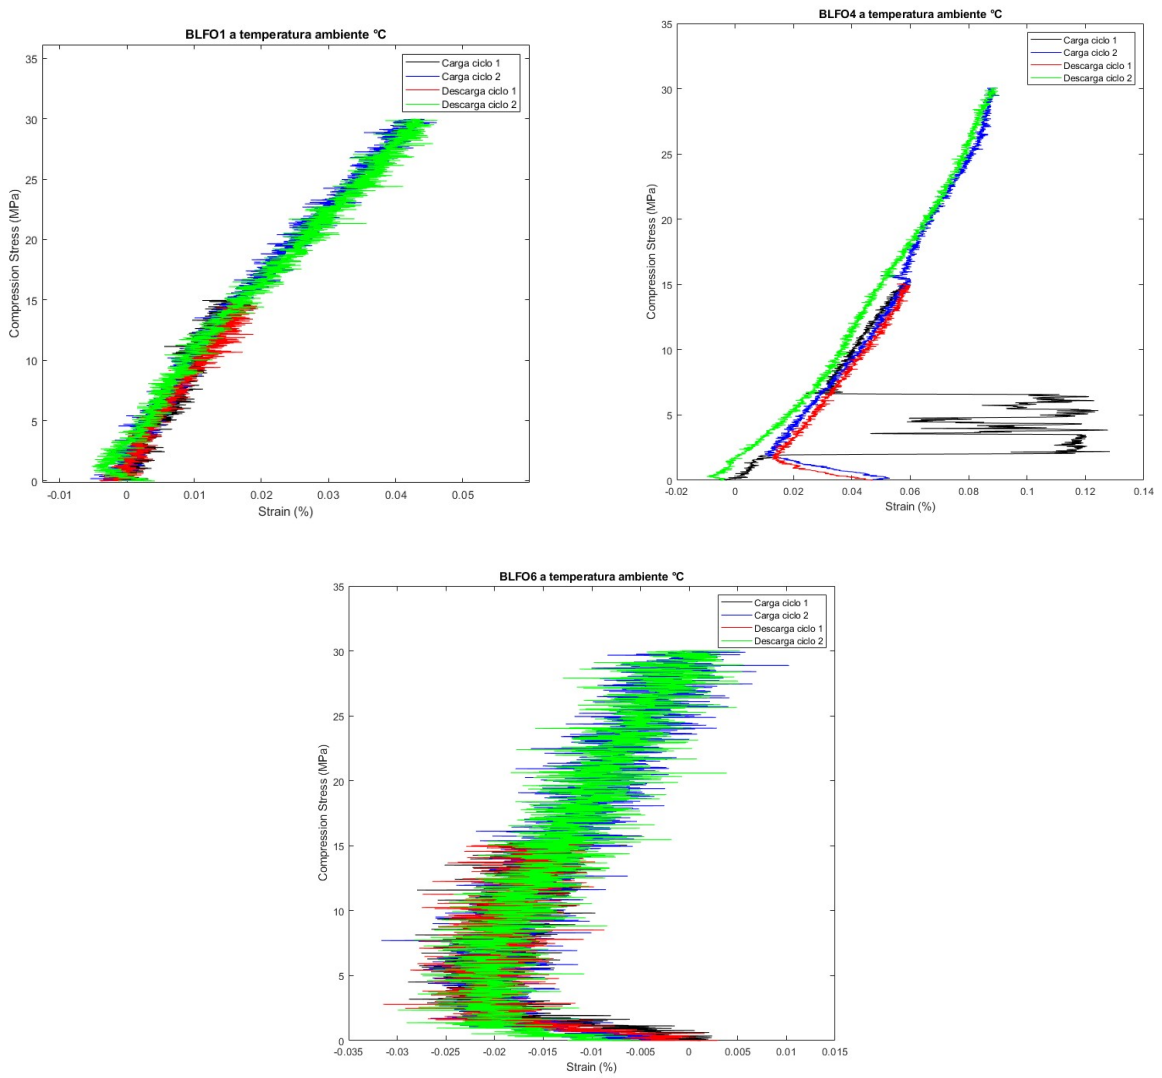 BLFO1 a temperatura ambiente °C
Carga ciclo 1
Carga ciclo 2
Descarga ciclo 1
Descarga ciclo 2
35
30
25
20
15
10
5
0
Compression Stress (MPa)
-0.01 0 0.01 0.02 0.03 0.04 0.05
Strain (%)
BLFO4 a temperatura ambiente °C
Carga ciclo 1
Carga ciclo 2
Descarga ciclo 1
Descarga ciclo 2
35
30
25
20
15
10
5
0
Compression Stress (MPa)
-0.02 0 0.02 0.04 0.06 0.08 0.1 0.12 0.14
Strain (%)
BLFO6 a temperatura ambiente °C
Carga ciclo 1
Carga ciclo 2
Descarga ciclo 1
Descarga ciclo 2
35
30
25
20
15
10
5
0
Compression Stress (MPa)
-0.035 -0.03 -0.025 -0.02 -0.015 -0.01 -0.005 0 0.005 0.01 0.015
Strain (%)